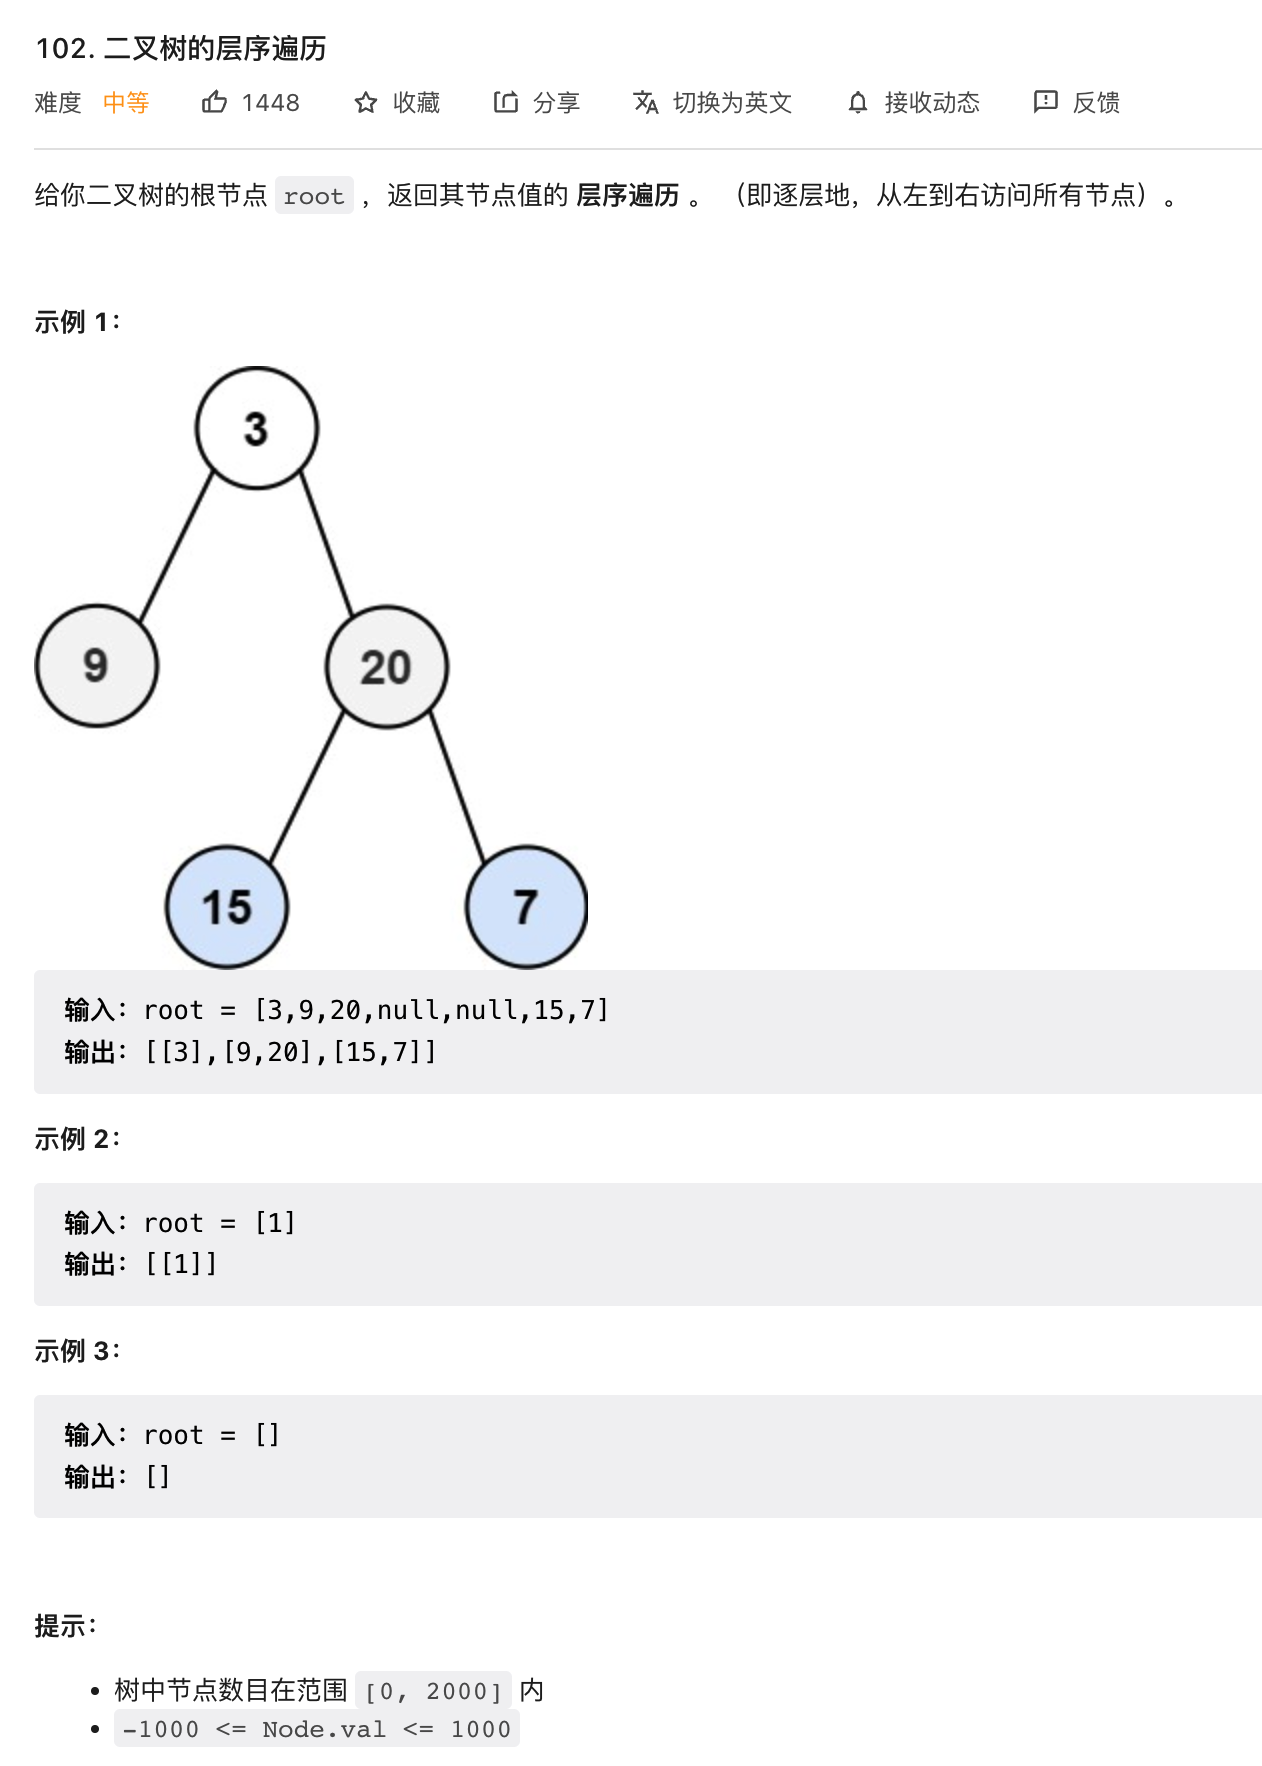 102. 二叉树的层序遍历
难度 中等 1448 收藏 分享 切换为英文 接收动态 反馈
给你二叉树的根节点 root ，返回其节点值的 层序遍历 。 （即逐层地，从左到右访问所有节点）。
示例 1：
3
9 20
15 7
输入：root = [3,9,20,null,null,15,7]
输出：[[3],[9,20],[15,7]]
示例 2：
输入：root = [1]
输出：[[1]]
示例 3：
输入：root = []
输出：[]
提示：
树中节点数目在范围 [0, 2000] 内
-1000 <= Node.val <= 1000